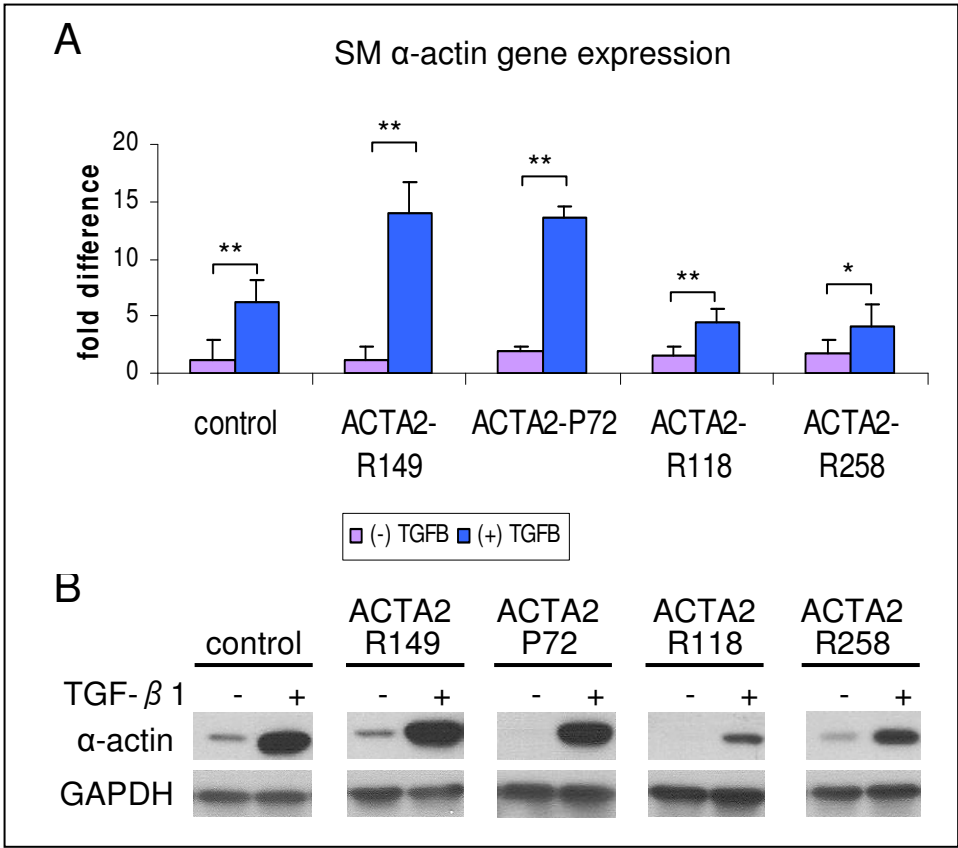 A
SM α-actin gene expression
fold difference
20
15
10
5
0
**
**
**
**
*
control
ACTA2-
R149
ACTA2-P72
ACTA2-
R118
ACTA2-
R258
(-) TGFB (+) TGFB
B
control
ACTA2
R149
ACTA2
P72
ACTA2
R118
ACTA2
R258
TGF-β1 - + - + - + - + - +
α-actin
GAPDH